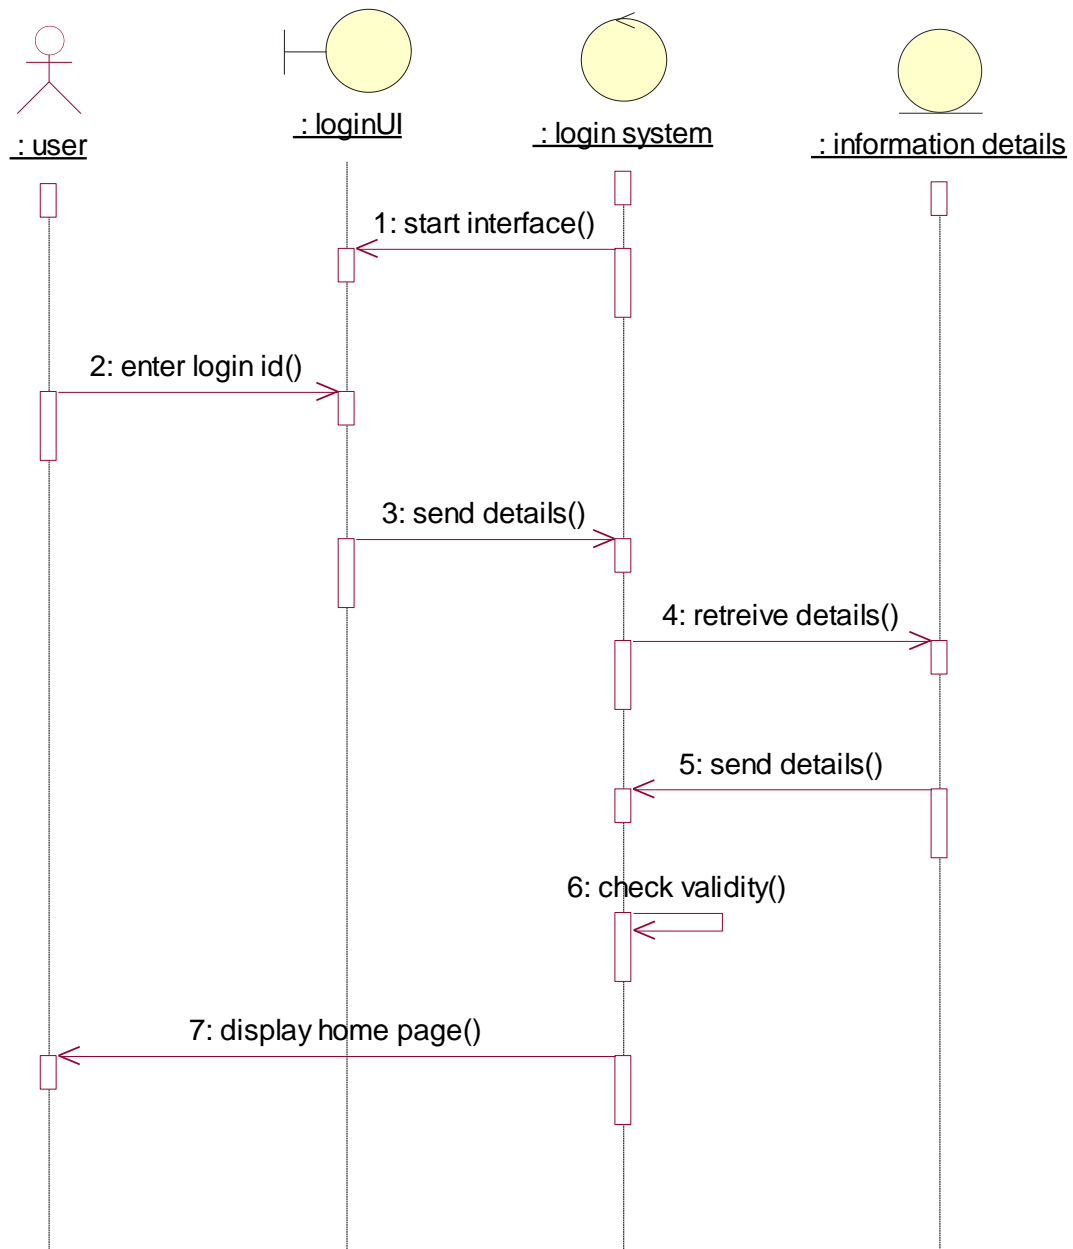 : user
: loginUI
: login system
: information details
1: start interface()
2: enter login id()
3: send details()
4: retreive details()
5: send details()
6: check validity()
7: display home page()